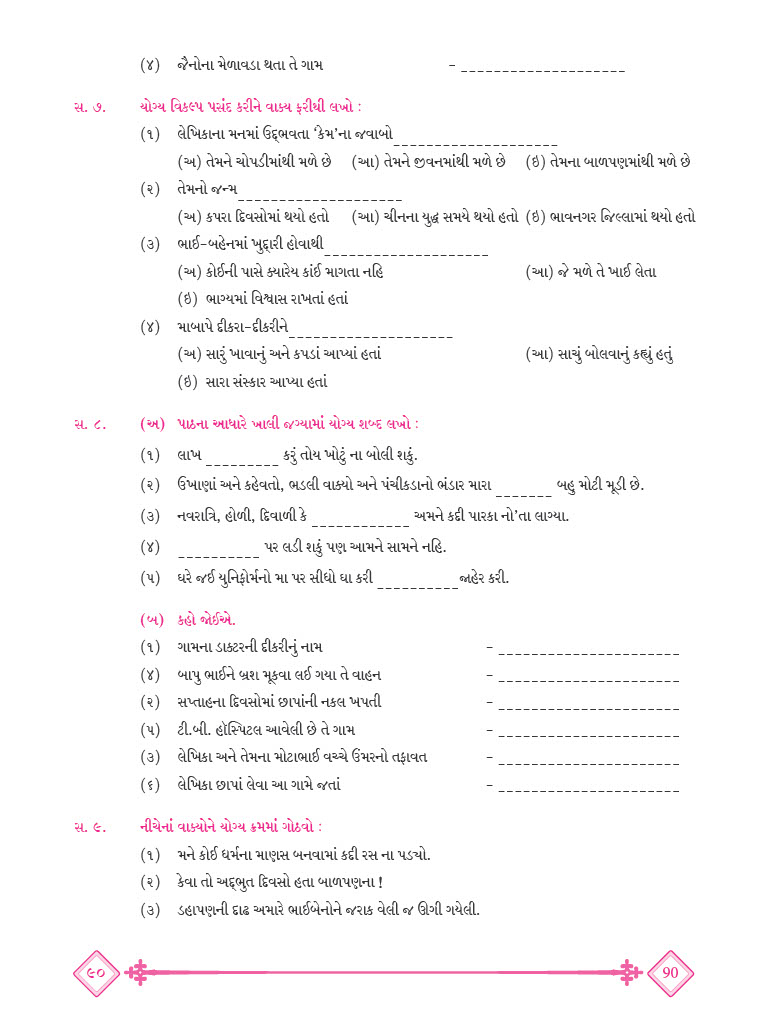 (૪) જૈનોના મેળાવડા થતા તે ગામ - ____________________
સ. ૭. યોગ્ય વિકલ્પ પસંદ કરીને વાક્ય ફરીથી લખો :
(૧) લેખિકાના મનમાં ઉદ્ભવતા ‘કેમ’ના જવાબો____________________
(અ) તેમને ચોપડીમાંથી મળે છે (આ) તેમને જીવનમાંથી મળે છે (ઇ) તેમના બાળપણમાંથી મળે છે
(૨) તેમનો જન્મ____________________
(અ) કપરા દિવસોમાં થયો હતો (આ) ચીનના યુદ્ધ સમયે થયો હતો (ઇ) ભાવનગર જિલ્લામાં થયો હતો
(૩) ભાઈ-બહેનમાં ખુદ્દારી હોવાથી____________________
(અ) કોઈની પાસે ક્યારેય કાંઈ માગતા નહિ (આ) જે મળે તે ખાઈ લેતા
(ઇ) ભાગ્યમાં વિશ્વાસ રાખતાં હતાં
(૪) માબાપે દીકરા-દીકરીને____________________
(અ) સારું ખાવાનું અને કપડાં આપ્યાં હતાં (આ) સાચું બોલવાનું કહ્યું હતું
(ઇ) સારા સંસ્કાર આપ્યા હતાં
સ. ૮. (અ) પાઠના આધારે ખાલી જગ્યામાં યોગ્ય શબ્દ લખો :
(૧) લાખ _________ કરું તોય ખોટું ના બોલી શકું.
(૨) ઉખાણાં અને કહેવતો, ભડલી વાક્યો અને પંચીકડાનો ભંડાર મારા _______ બહુ મોટી મૂડી છે.
(૩) નવરાત્રિ, હોળી, દિવાળી કે ____________ અમને કદી પારકા નો’તા લાગ્યા.
(૪) __________ પર લડી શકું પણ આમને સામને નહિ.
(૫) ઘરે જઈ યુનિફોર્મનો મા પર સીધો ઘા કરી __________જાહેર કરી.
(બ) કહો જોઈએ.
(૧) ગામના ડાક્ટરની દીકરીનું નામ - ______________________
(૪) બાપુ ભાઈને બ્રશ મૂકવા લઈ ગયા તે વાહન - ______________________
(૨) સપ્તાહના દિવસોમાં છાપાંની નકલ ખપતી - ______________________
(૫) ટી.બી. હૉસ્પિટલ આવેલી છે તે ગામ - ______________________
(૩) લેખિકા અને તેમના મોટાભાઈ વચ્ચે ઉંમરનો તફાવત - ______________________
(૬) લેખિકા છાપાં લેવા આ ગામે જતાં - ______________________
સ. ૯. નીચેનાં વાક્યોને યોગ્ય ક્રમમાં ગોઠવો :
(૧) મને કોઈ ધર્મના માણસ બનવામાં કદી રસ ના પડ્યો.
(૨) કેવા તો અદ્ભુત દિવસો હતા બાળપણના !
(૩) ડહાપણની દાઢ અમારે ભાઈબેનોને જરાક વેલી જ ઊગી ગયેલી.
૯૦ 90